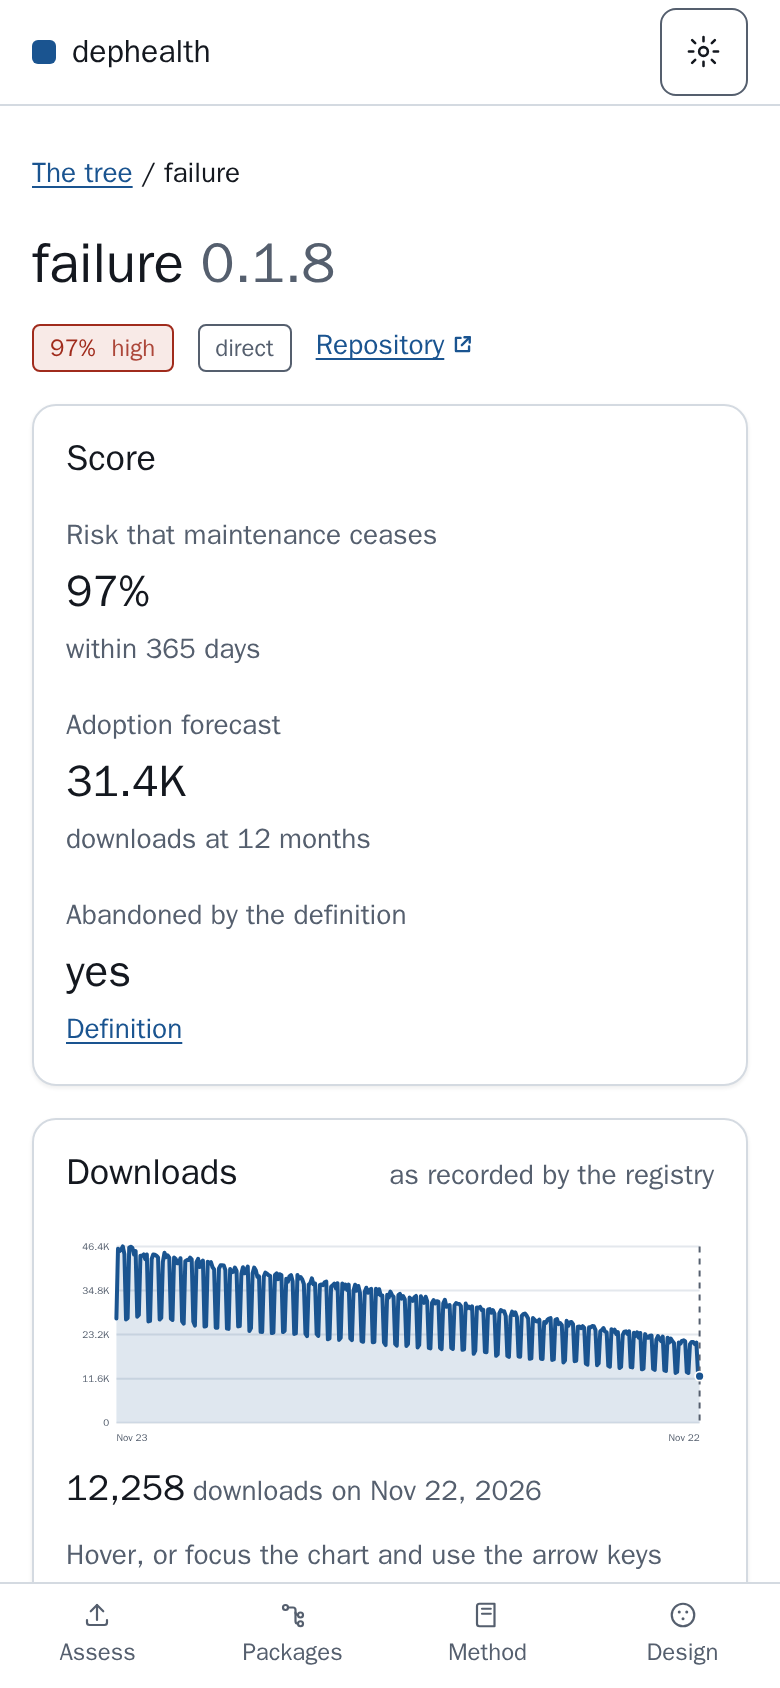 dephealth
The tree / failure
failure 0.1.8
97% high
direct
Repository
Score
Risk that maintenance ceases
97%
within 365 days
Adoption forecast
31.4K
downloads at 12 months
Abandoned by the definition
yes
Definition
Downloads
as recorded by the registry
46.4K
34.8K
23.2K
11.6K
0
Nov 23
Nov 22
12,258 downloads on Nov 22, 2026
Hover, or focus the chart and use the arrow keys
Assess
Packages
Method
Design